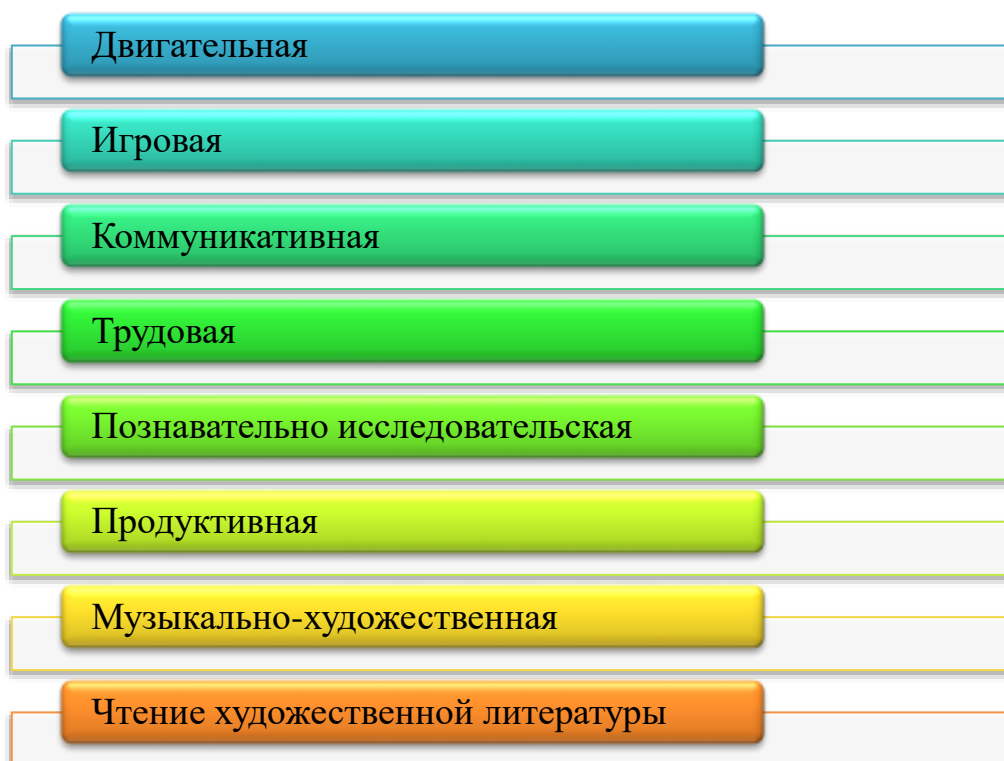 Двигательная
Игровая
Коммуникативная
Трудовая
Познавательно исследовательская
Продуктивная
Музыкально-художественная
Чтение художественной литературы